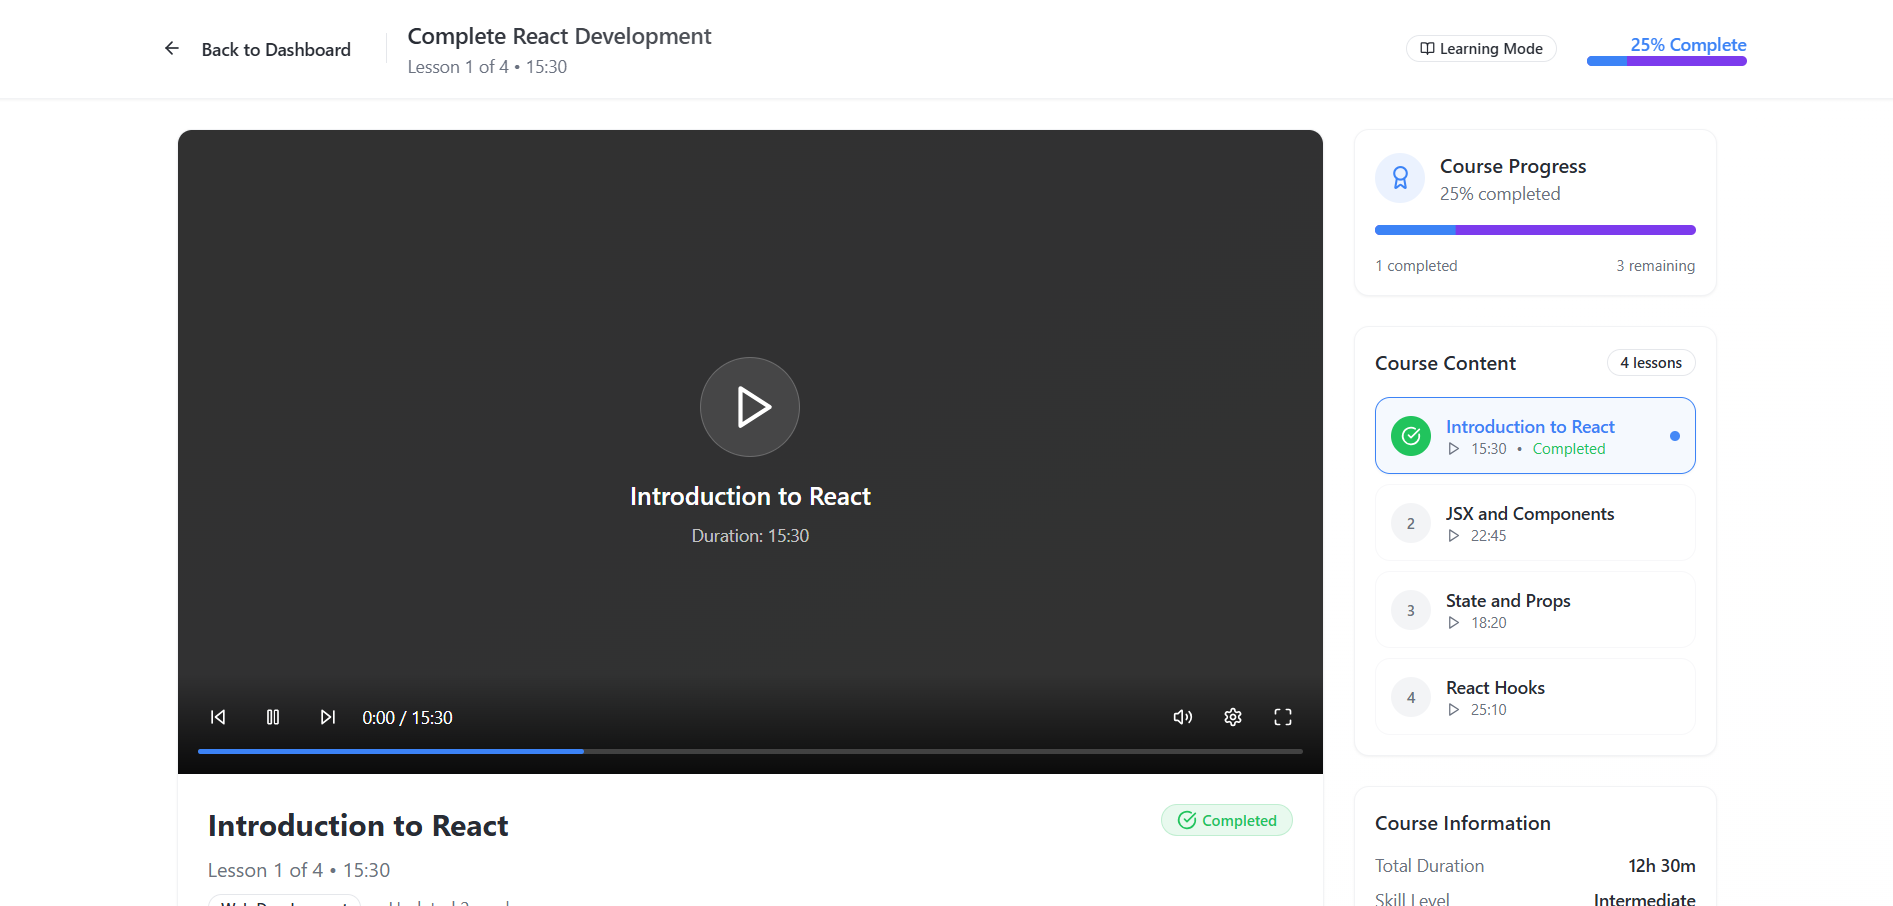 Back to Dashboard
Complete React Development
Lesson 1 of 4 • 15:30
Learning Mode
25% Complete
Introduction to React
Duration: 15:30
0:00 / 15:30
Introduction to React
Completed
Lesson 1 of 4 • 15:30
Course Progress
25% completed
1 completed
3 remaining
Course Content
4 lessons
Introduction to React
15:30 • Completed
2
JSX and Components
22:45
3
State and Props
18:20
4
React Hooks
25:10
Course Information
Total Duration
12h 30m
Skill Level
Intermediate